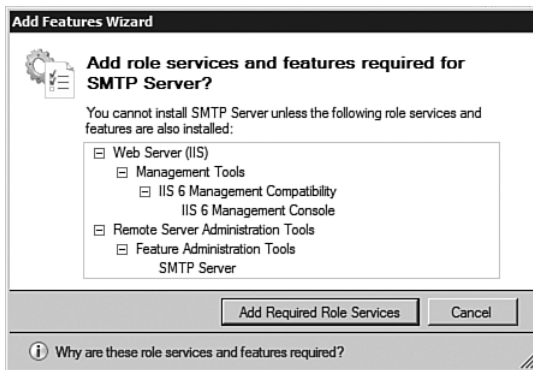 Add Features Wizard
Add role services and features required for
SMTP Server?
You cannot install SMTP Server unless the following role services and
features are also installed:
Web Server (IIS)
Management Tools
IIS 6 Management Compatibility
IIS 6 Management Console
Remote Server Administration Tools
Feature Administration Tools
SMTP Server
Add Required Role Services
Cancel
Why are these role services and features required?